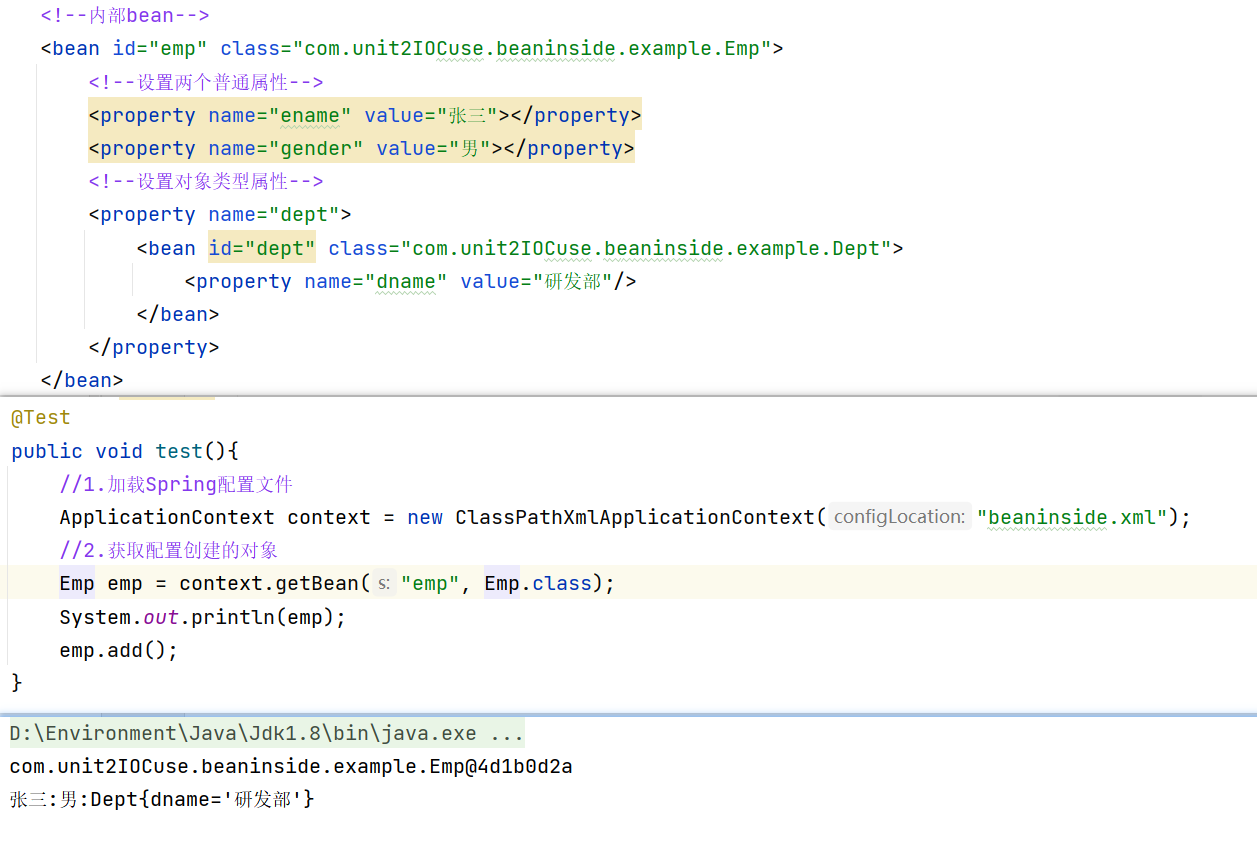 <!--内部bean-->
<bean id="emp" class="com.unit2IOCuse.beaninside.example.Emp">
<!--设置两个普通属性-->
<property name="ename" value="张三"></property>
<property name="gender" value="男"></property>
<!--设置对象类型属性-->
<property name="dept">
<bean id="dept" class="com.unit2IOCuse.beaninside.example.Dept">
<property name="dname" value="研发部"/>
</bean>
</property>
</bean>
@Test
public void test(){
//1.加载Spring配置文件
ApplicationContext context = new ClassPathXmlApplicationContext( configLocation: "beaninside.xml");
//2.获取配置创建的对象
Emp emp = context.getBean( s: "emp", Emp.class);
System.out.println(emp);
emp.add();
}
D:\Environment\Java\Jdk1.8\bin\java.exe ...
com.unit2IOCuse.beaninside.example.Emp@4d1b0d2a
张三:男:Dept{dname='研发部'}